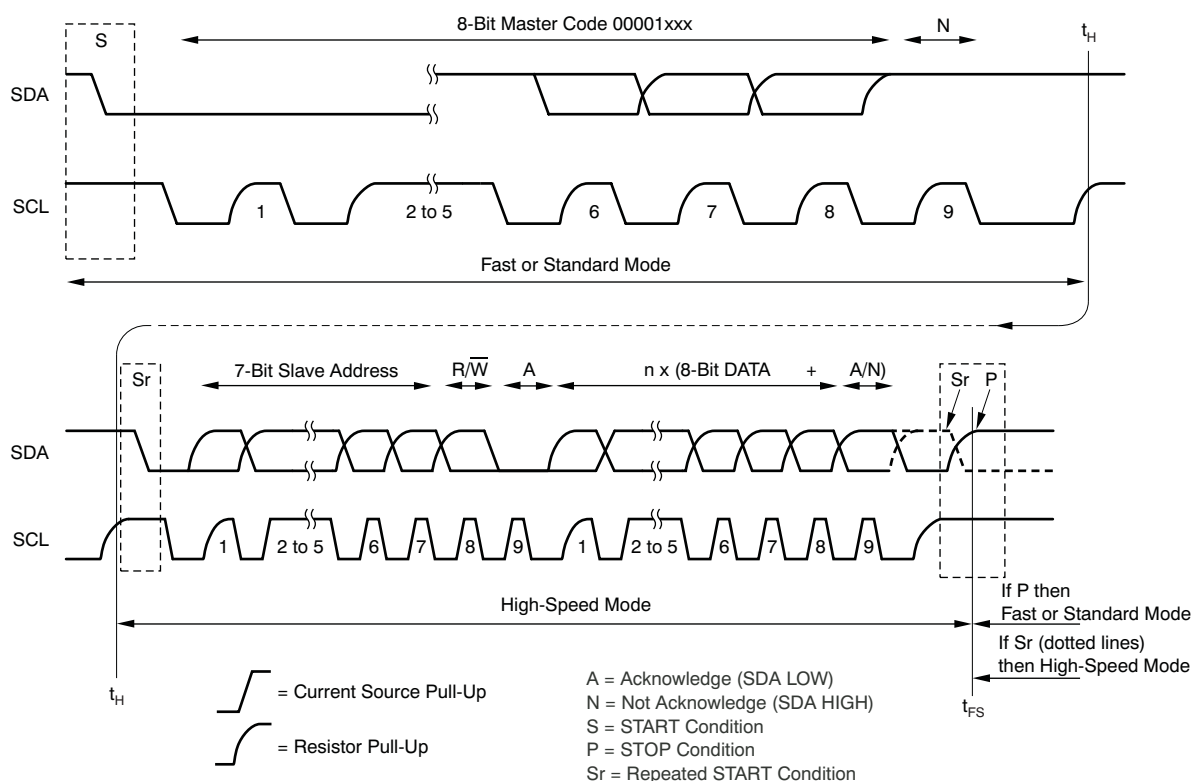 8-Bit Master Code 00001xxx
N
tH
S
SDA
SCL
1
2 to 5
6
7
8
9
Fast or Standard Mode
Sr
7-Bit Slave Address
R/W̅
A
n x (8-Bit DATA + A/N)
Sr
P
SDA
SCL
1
2 to 5
6
7
8
9
1
2 to 5
6
7
8
9
High-Speed Mode
If P then
Fast or Standard Mode
If Sr (dotted lines)
then High-Speed Mode
tH
tFS
= Current Source Pull-Up
= Resistor Pull-Up
A = Acknowledge (SDA LOW)
N = Not Acknowledge (SDA HIGH)
S = START Condition
P = STOP Condition
Sr = Repeated START Condition